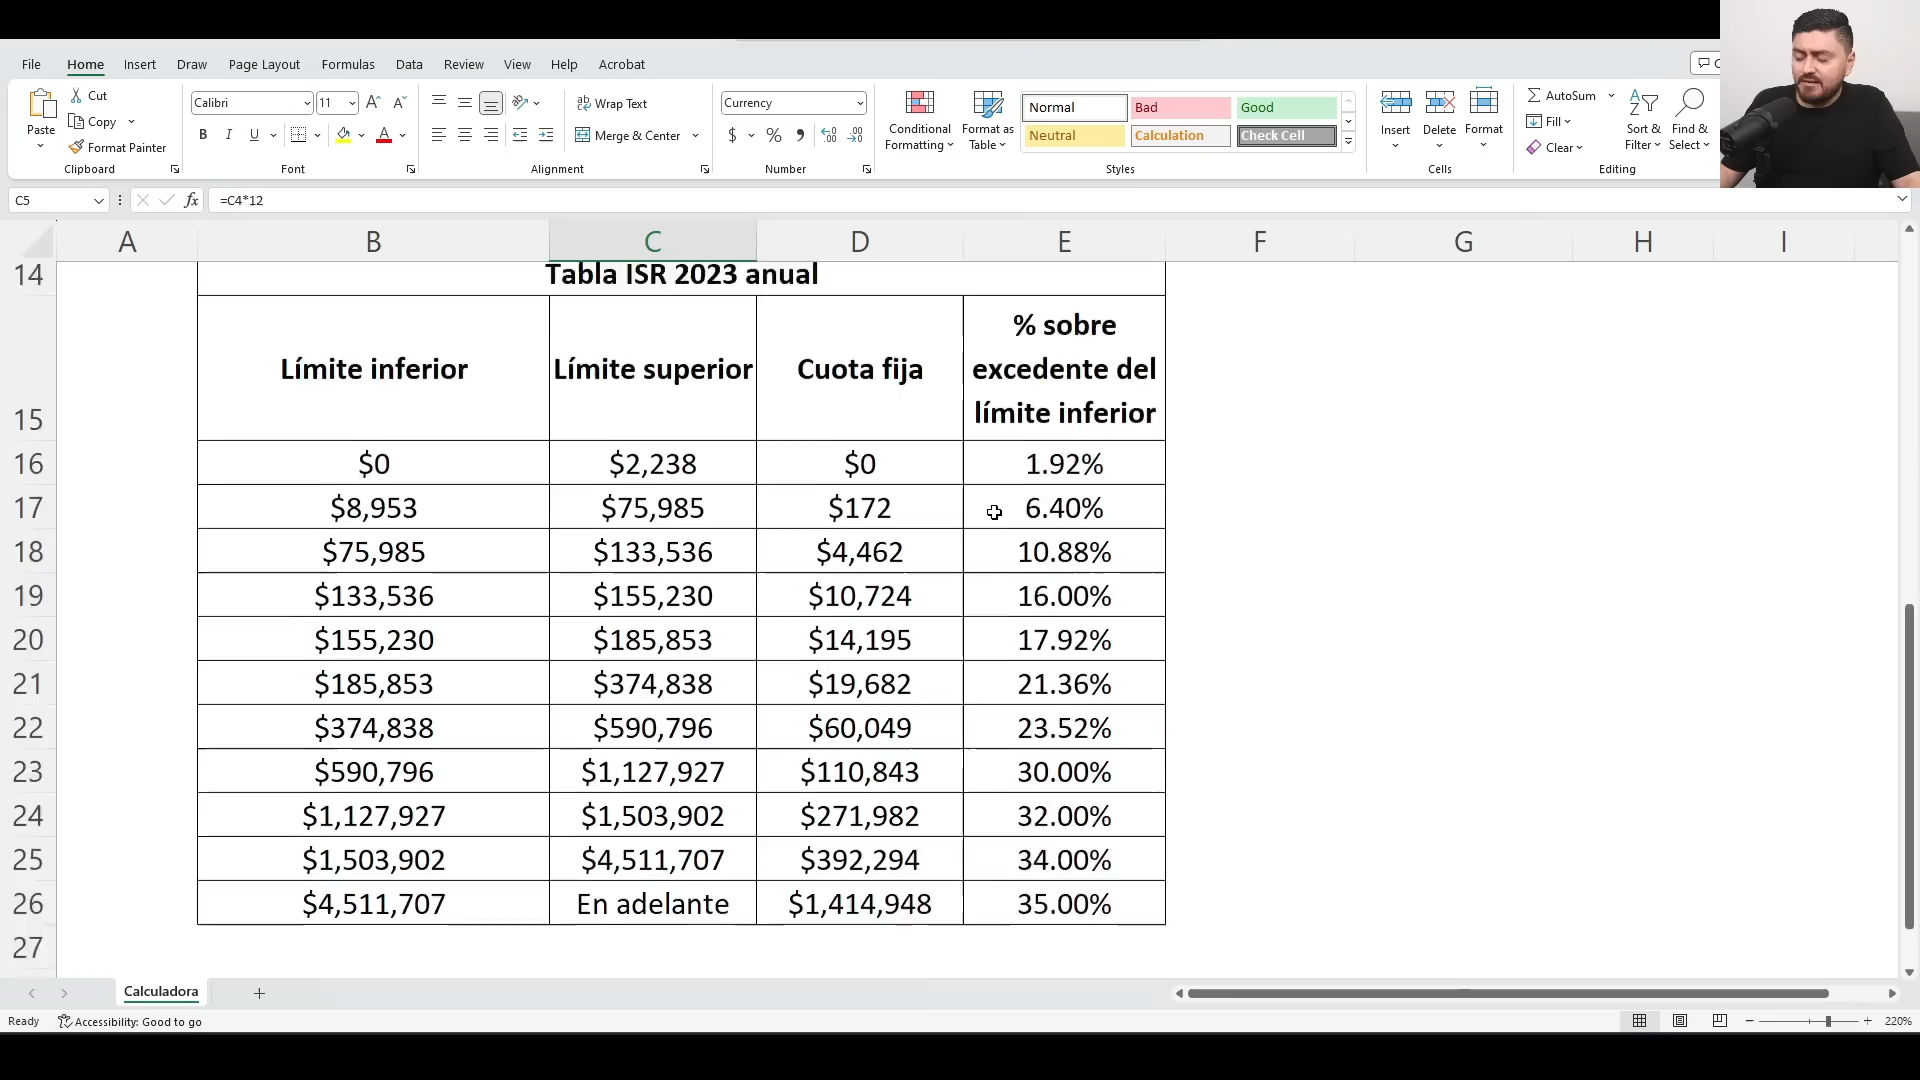 File Home Insert Draw Page Layout Formulas Data Review View Help Acrobat
Paste
Cut
Copy
Format Painter
Clipboard
Calibri 11
B I U
Font
Wrap Text
Merge & Center
Alignment
Currency
$ %
Number
Conditional Formatting
Format as Table
Normal Bad Good
Neutral Calculation Check Cell
Styles
Insert Delete Format
Cells
AutoSum
Fill
Clear
Sort & Filter
Find & Select
Editing
C5 fx =C4*12
A B C D E F G H I
14 Tabla ISR 2023 anual
15 Límite inferior Límite superior Cuota fija % sobre excedente del límite inferior
16 $0 $2,238 $0 1.92%
17 $8,953 $75,985 $172 6.40%
18 $75,985 $133,536 $4,462 10.88%
19 $133,536 $155,230 $10,724 16.00%
20 $155,230 $185,853 $14,195 17.92%
21 $185,853 $374,838 $19,682 21.36%
22 $374,838 $590,796 $60,049 23.52%
23 $590,796 $1,127,927 $110,843 30.00%
24 $1,127,927 $1,503,902 $271,982 32.00%
25 $1,503,902 $4,511,707 $392,294 34.00%
26 $4,511,707 En adelante $1,414,948 35.00%
27
Calculadora
Ready Accessibility: Good to go 220%